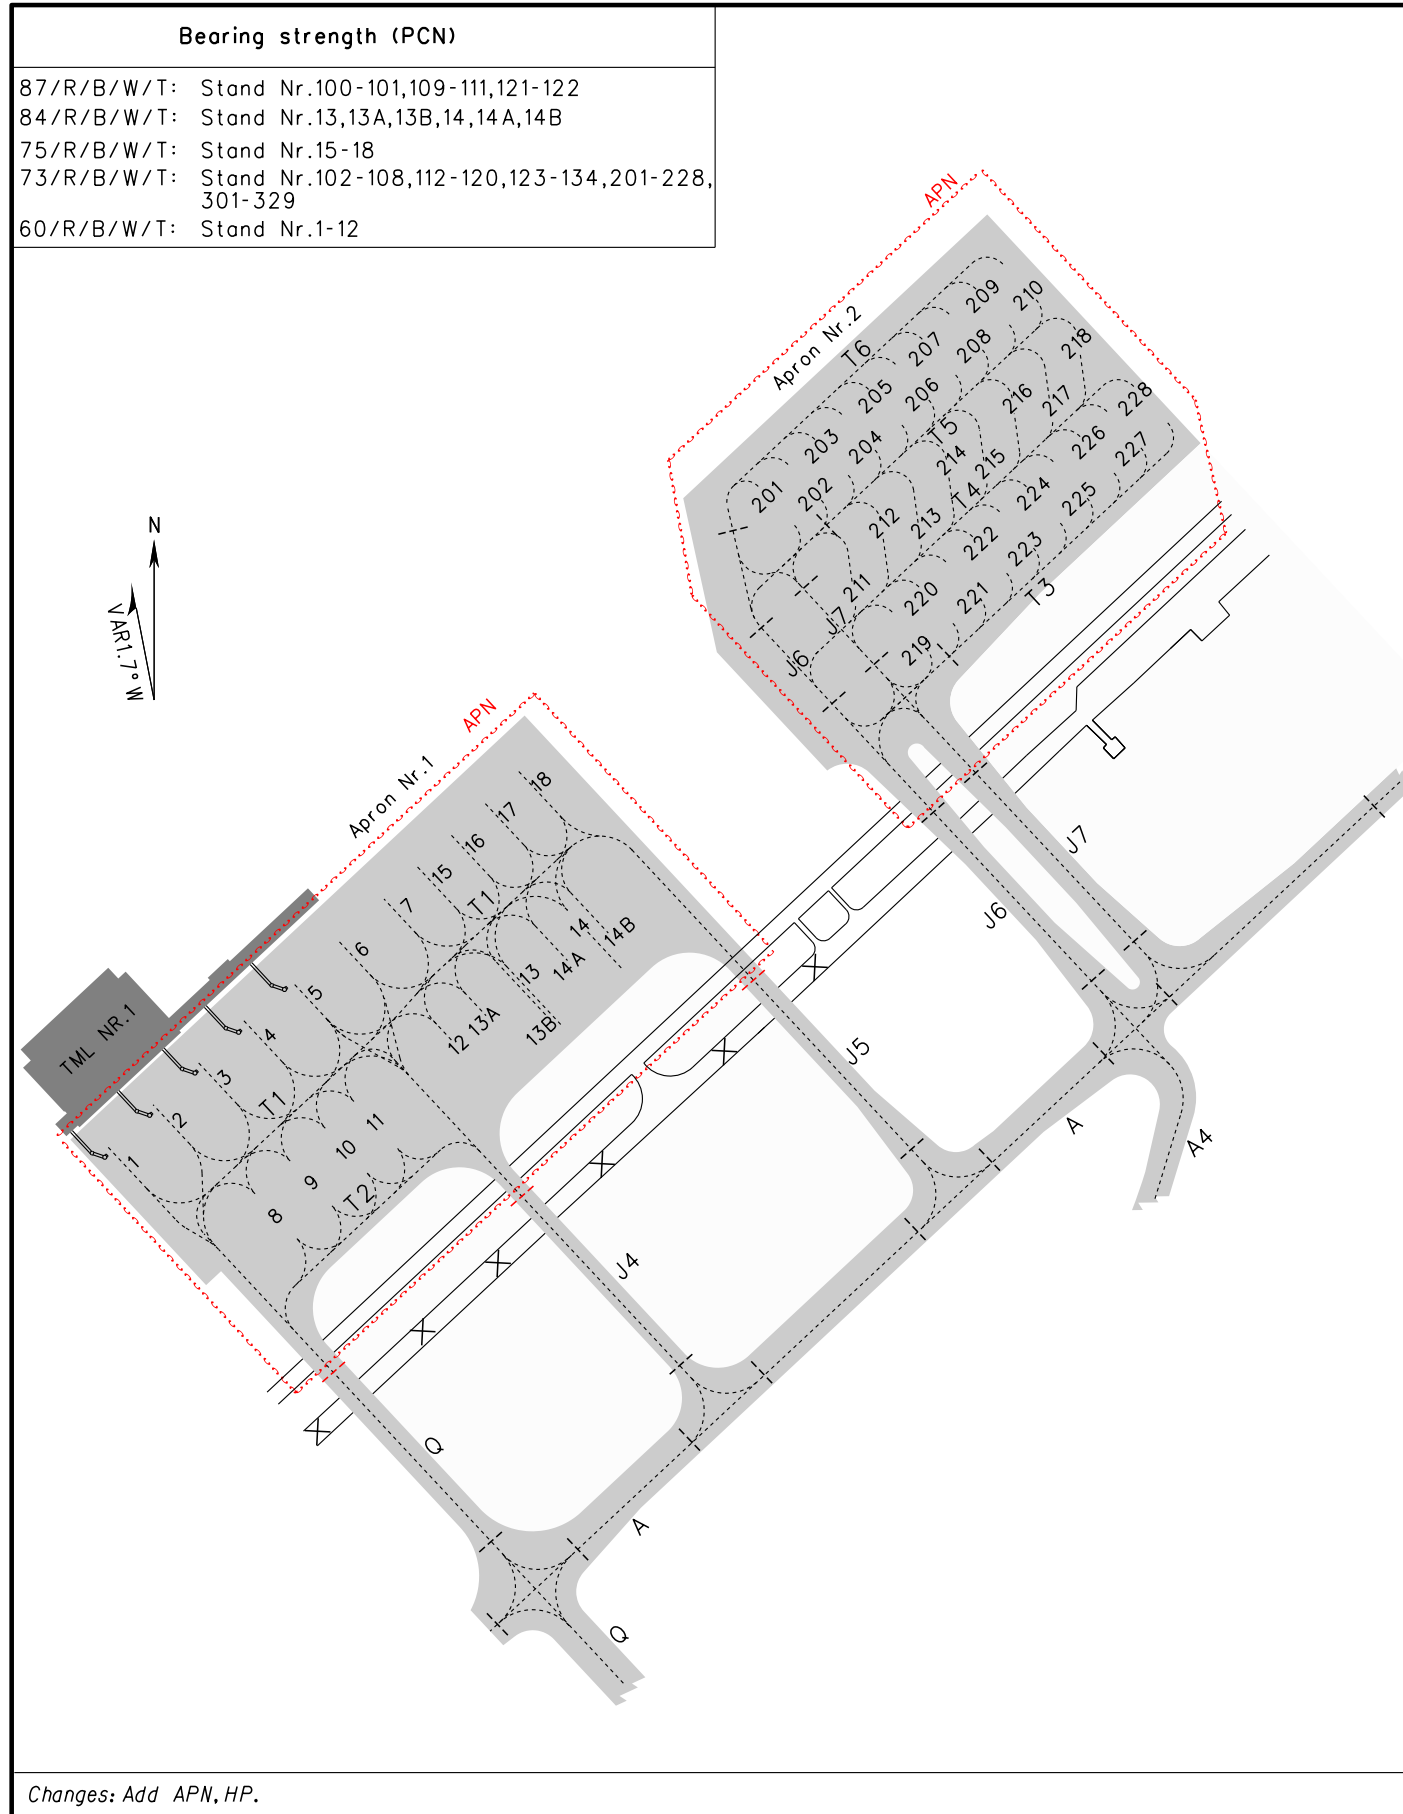 Bearing strength (PCN)
87/R/B/W/T: Stand Nr.100-101,109-111,121-122
84/R/B/W/T: Stand Nr.13,13A,13B,14,14A,14B
75/R/B/W/T: Stand Nr.15-18
73/R/B/W/T: Stand Nr.102-108,112-120,123-134,201-228,
301-329
60/R/B/W/T: Stand Nr.1-12
APN
Apron Nr.2
T6
209
210
207
208
218
205
206
216
217
228
203
204
T5
214
215
226
227
201
202
212
213
T4
224
225
211
222
223
220
221
T3
J7
219
J6
N
VAR1.7°W
APN
Apron Nr.1
18
17
16
15
T1
7
14
14B
6
13
14A
5
12
13A
13B
4
TML NR.1
3
T1
2
11
10
1
9
T2
8
J7
J6
J5
A
A4
J4
Q
A
Q
Changes: Add APN,HP.